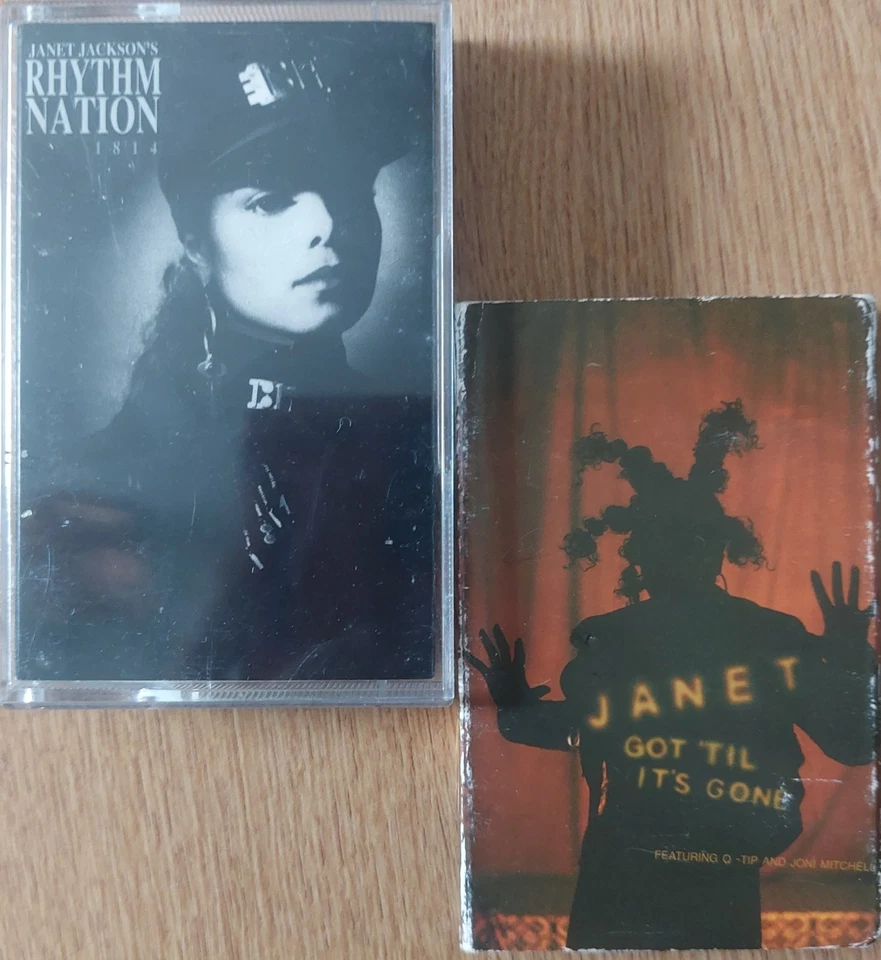 JANET JACKSON'S
RHYTHM
NATION
1814
JANET
GOT 'TIL
IT'S GONE
FEATURING Q-TIP AND JONI MITCHELL